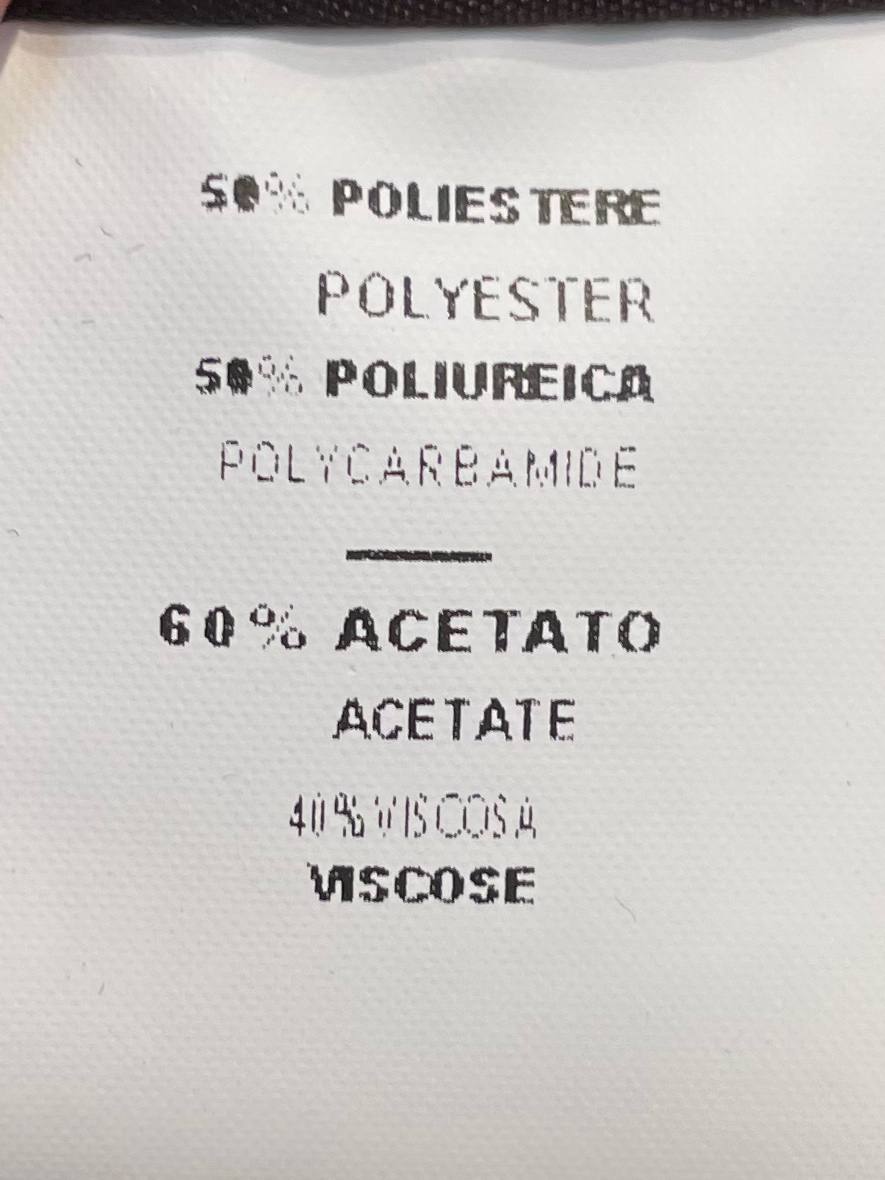 50% POLIESTERE
POLYESTER
50% POLIUREICA
POLYCARBAMIDE
60% ACETATO
ACETATE
40% VISCOSA
VISCOSE